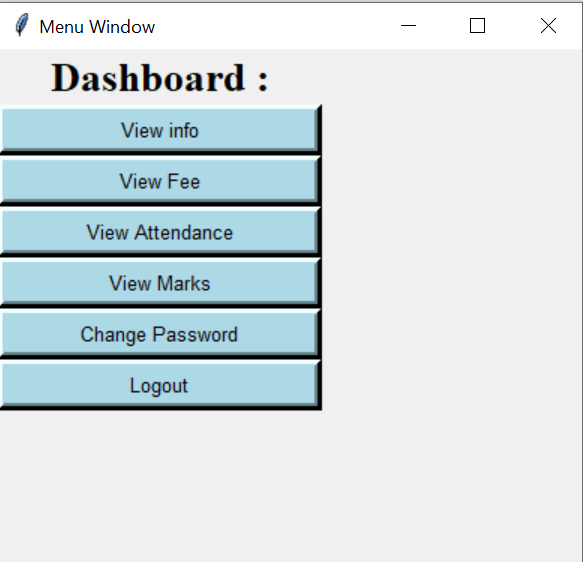 Menu Window
Dashboard :
View info
View Fee
View Attendance
View Marks
Change Password
Logout